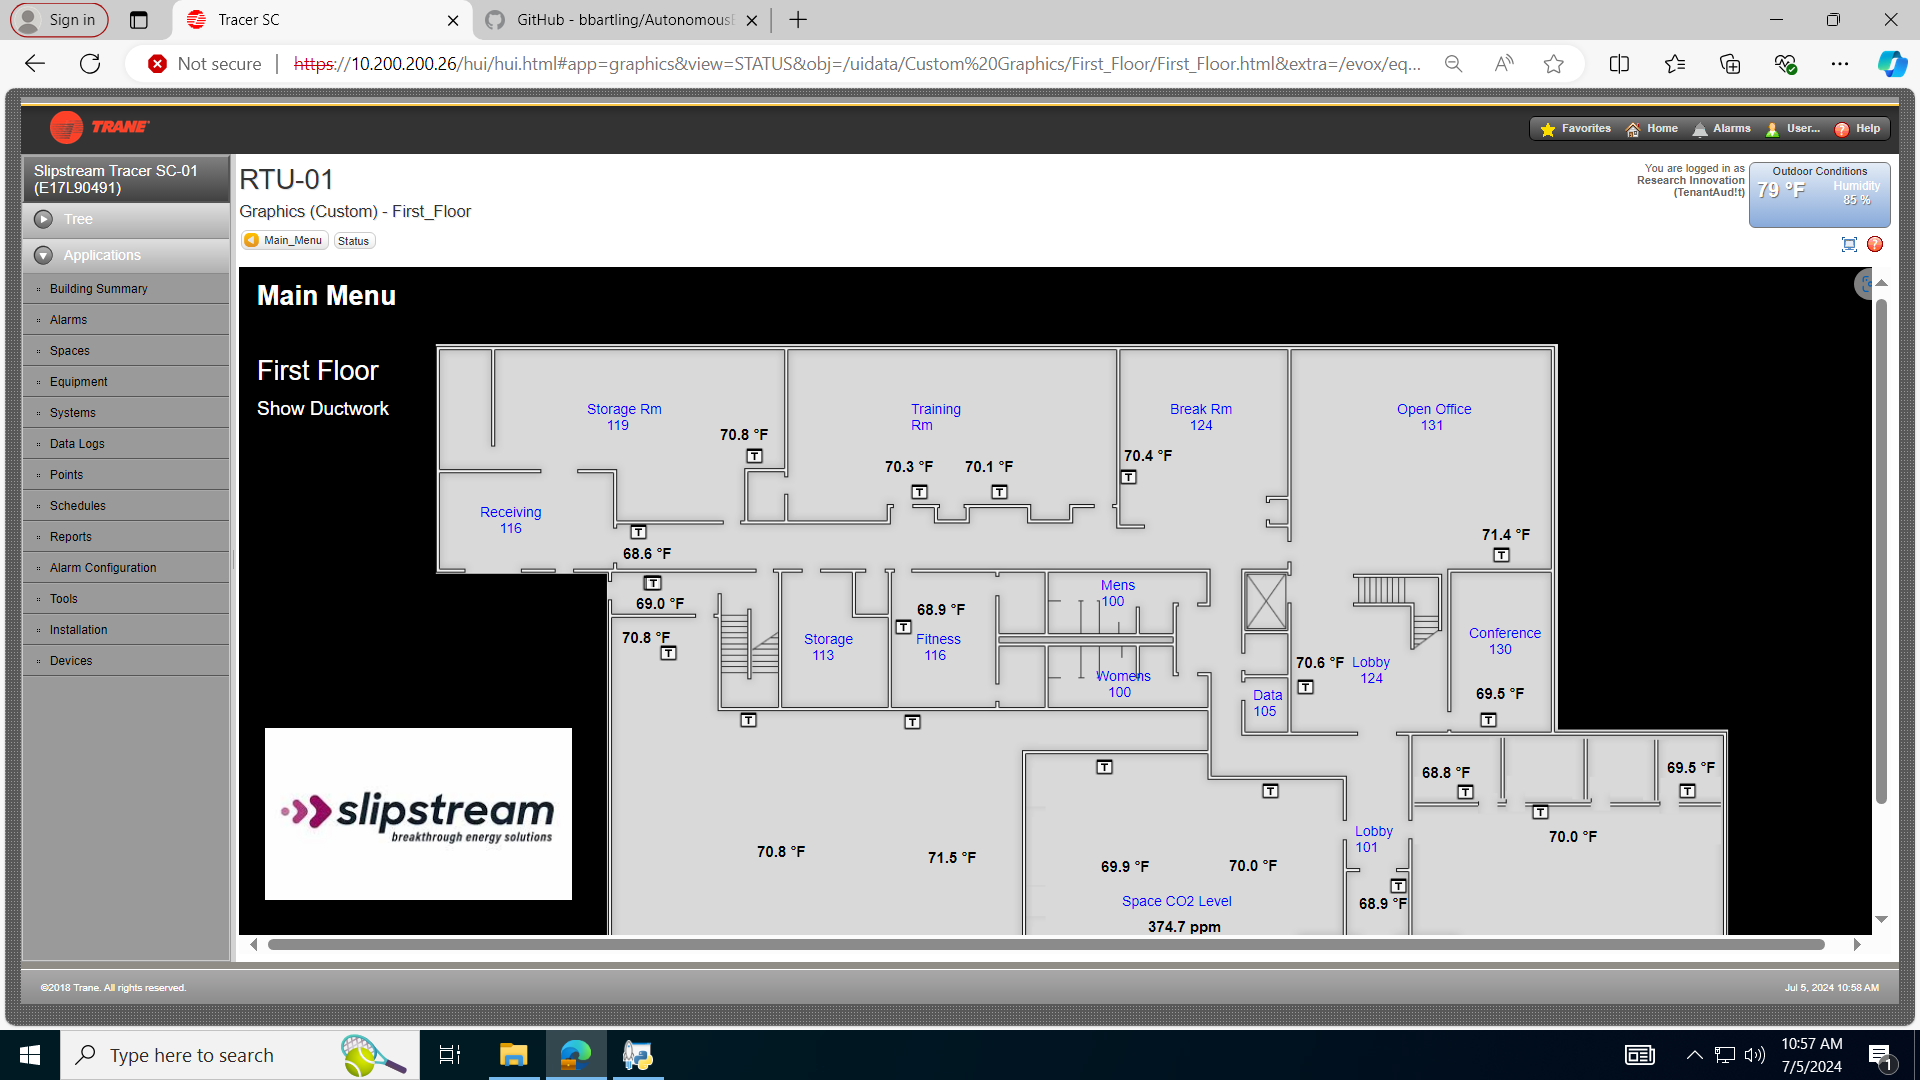 Sign in
Tracer SC
GitHub - bbartling/AutonomousB
Not secure
https://10.200.200.26/hui/hui.html#app=graphics&view=STATUS&obj=/uidata/Custom%20Graphics/First_Floor/First_Floor.html&extra=/evox/eq...
TRANE
Favorites
Home
Alarms
User...
Help
Slipstream Tracer SC-01
(E17L90491)
Tree
Applications
Building Summary
Alarms
Spaces
Equipment
Systems
Data Logs
Points
Schedules
Reports
Alarm Configuration
Tools
Installation
Devices
RTU-01
Graphics (Custom) - First_Floor
Main_Menu
Status
You are logged in as
Research Innovation
(TenantAud!t)
Outdoor Conditions
79 °F
Humidity
85 %
Main Menu
First Floor
Show Ductwork
Storage Rm
119
70.8 °F
T
Training
Rm
70.3 °F
70.1 °F
T
T
Break Rm
124
70.4 °F
T
Open Office
131
71.4 °F
T
Receiving
116
T
68.6 °F
T
69.0 °F
70.8 °F
T
Storage
113
68.9 °F
T
Fitness
116
Mens
100
Womens
100
Data
105
70.6 °F
T
Lobby
124
Conference
130
69.5 °F
T
T
T
T
T
68.8 °F
T
69.5 °F
T
T
70.0 °F
Lobby
101
T
68.9 °F
70.8 °F
71.5 °F
69.9 °F
70.0 °F
Space CO2 Level
374.7 ppm
slipstream
breakthrough energy solutions
©2018 Trane. All rights reserved.
Jul 5, 2024 10:58 AM
Type here to search
10:57 AM
7/5/2024
1